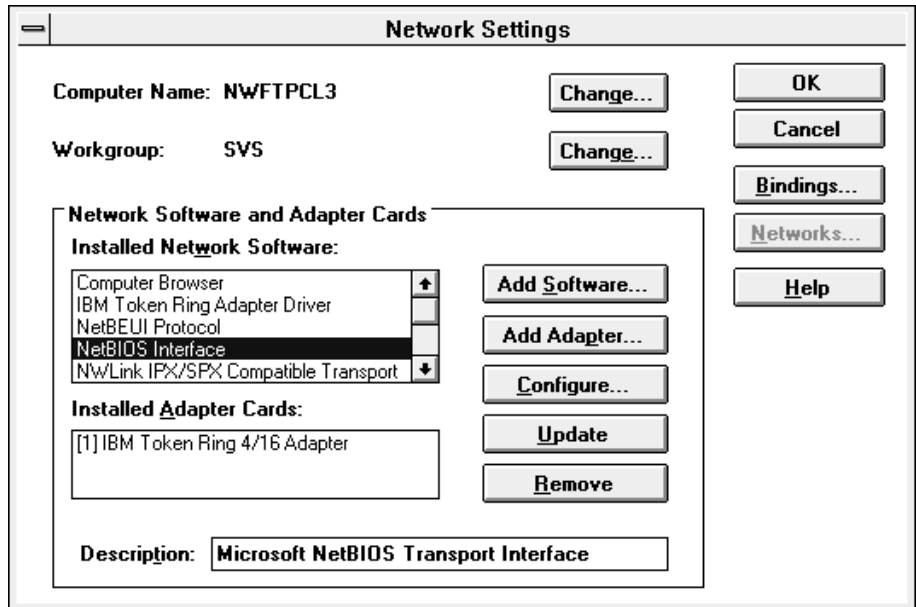 Network Settings
Computer Name: NWFTPCL3 Change...
Workgroup: SVS Change...
OK
Cancel
Bindings...
Networks...
Help
Network Software and Adapter Cards
Installed Network Software:
Computer Browser
IBM Token Ring Adapter Driver
NetBEUI Protocol
NetBIOS Interface
NWLink IPX/SPX Compatible Transport
Add Software...
Add Adapter...
Configure...
Update
Remove
Installed Adapter Cards:
[1] IBM Token Ring 4/16 Adapter
Description: Microsoft NetBIOS Transport Interface